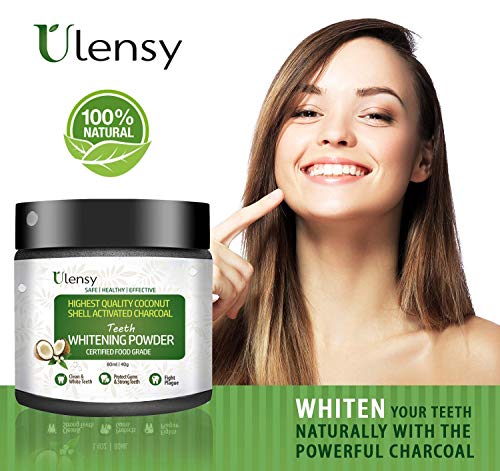 Ulensy
100%
NATURAL
Ulensy
SAFE | HEALTHY | EFFECTIVE
HIGHEST QUALITY COCONUT
SHELL ACTIVATED CHARCOAL
Teeth
WHITENING POWDER
CERTIFIED FOOD GRADE
80ml | 40g
Clean &
White Teeth
Protect Gums
& Strong Teeth
Fight
Plaque
WHITEN YOUR TEETH
NATURALLY WITH THE
POWERFUL CHARCOAL